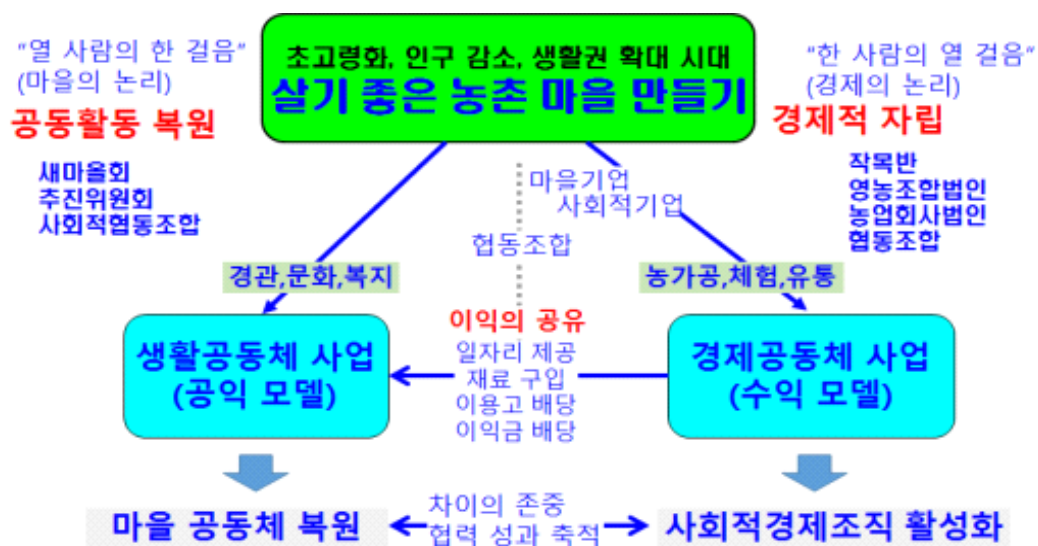 초고령화, 인구 감소, 생활권 확대 시대
살기 좋은 농촌 마을 만들기
"열 사람의 한 걸음"
(마을의 논리)
공동활동 복원
새마을회
추진위원회
사회적협동조합
"한 사람의 열 걸음"
(경제의 논리)
경제적 자립
작목반
영농조합법인
농업회사법인
협동조합
마을기업
사회적기업
협동조합
경관,문화,복지
농가공,체험,유통
생활공동체 사업
(공익 모델)
이익의 공유
일자리 제공
재료 구입
이용고 배당
이익금 배당
경제공동체 사업
(수익 모델)
마을 공동체 복원
차이의 존중
협력 성과 축적
사회적경제조직 활성화